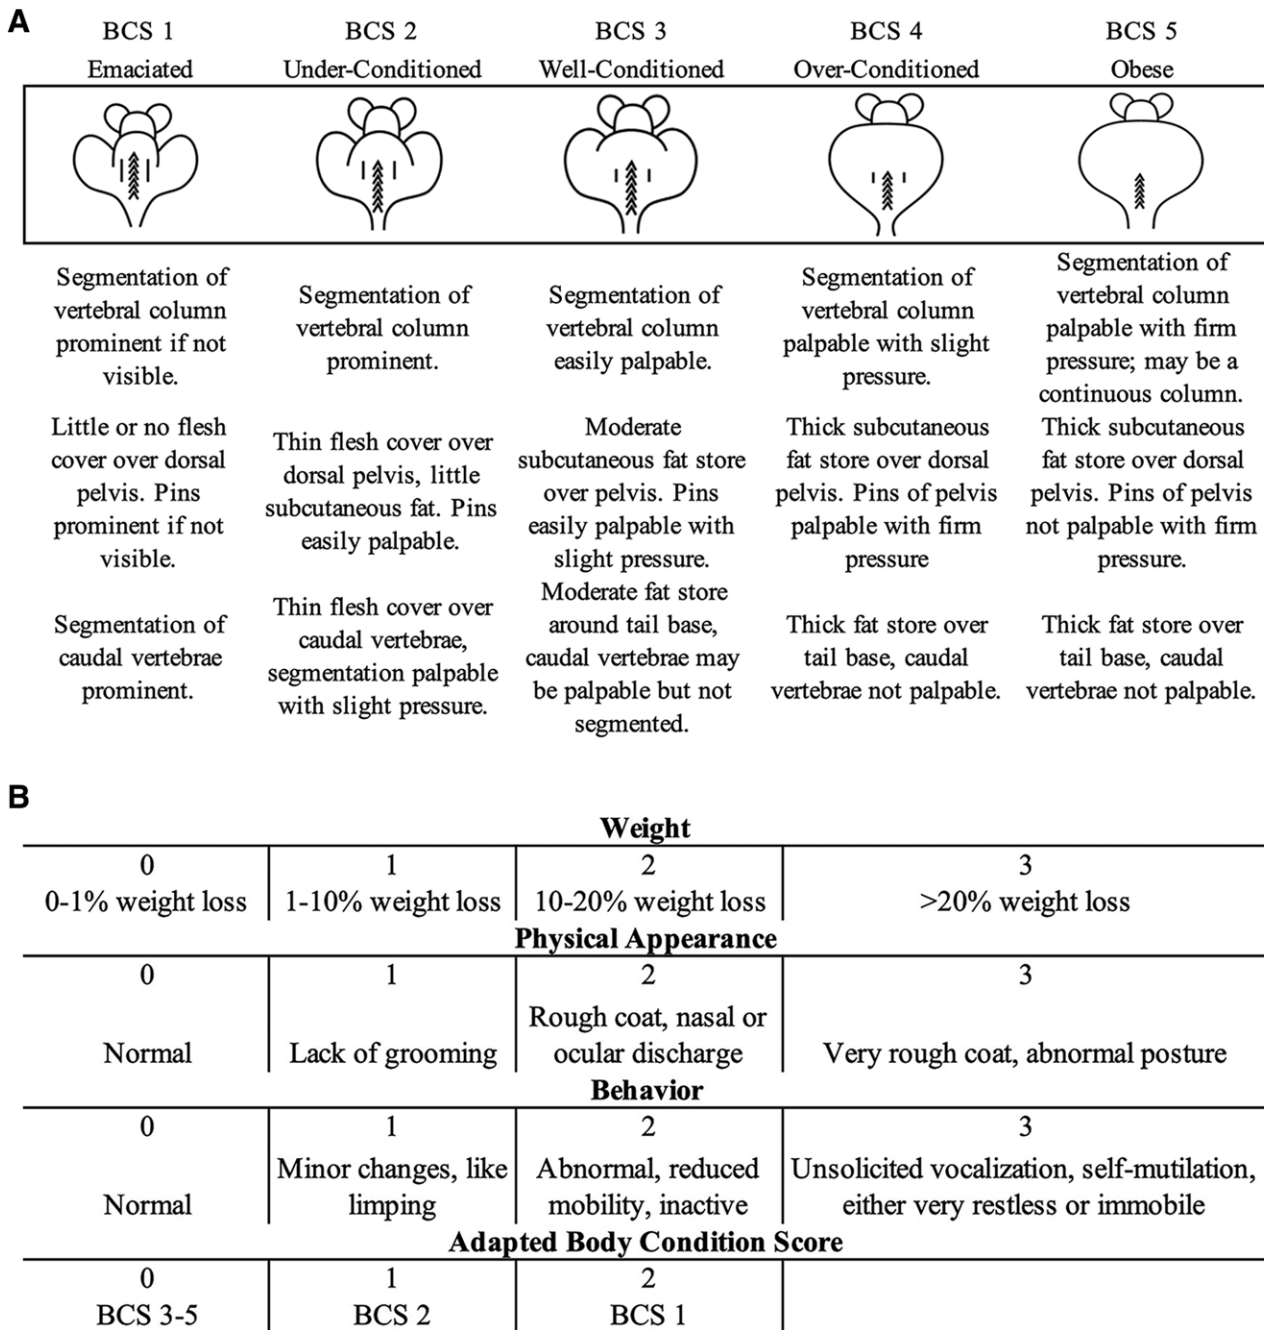 A
BCS 1 BCS 2 BCS 3 BCS 4 BCS 5
Emaciated Under-Conditioned Well-Conditioned Over-Conditioned Obese
Segmentation of
vertebral column
prominent if not
visible.
Segmentation of
vertebral column
prominent.
Segmentation of
vertebral column
easily palpable.
Segmentation of
vertebral column
palpable with slight
pressure.
Segmentation of
vertebral column
palpable with firm
pressure; may be a
continuous column.
Little or no flesh
cover over dorsal
pelvis. Pins
prominent if not
visible.
Thin flesh cover over
dorsal pelvis, little
subcutaneous fat. Pins
easily palpable.
Moderate
subcutaneous fat store
over pelvis. Pins
easily palpable with
slight pressure.
Thick subcutaneous
fat store over dorsal
pelvis. Pins of pelvis
palpable with firm
pressure
Thick subcutaneous
fat store over dorsal
pelvis. Pins of pelvis
not palpable with firm
pressure.
Segmentation of
caudal vertebrae
prominent.
Thin flesh cover over
caudal vertebrae,
segmentation palpable
with slight pressure.
Moderate fat store
around tail base,
caudal vertebrae may
be palpable but not
segmented.
Thick fat store over
tail base, caudal
vertebrae not palpable.
Thick fat store over
tail base, caudal
vertebrae not palpable.
B
Weight
0 1 2 3
0-1% weight loss 1-10% weight loss 10-20% weight loss >20% weight loss
Physical Appearance
0 1 2 3
Normal
Lack of grooming
Rough coat, nasal or
ocular discharge
Very rough coat, abnormal posture
Behavior
0 1 2 3
Normal
Minor changes, like
limping
Abnormal, reduced
mobility, inactive
Unsolicited vocalization, self-mutilation,
either very restless or immobile
Adapted Body Condition Score
0 1 2
BCS 3-5 BCS 2 BCS 1